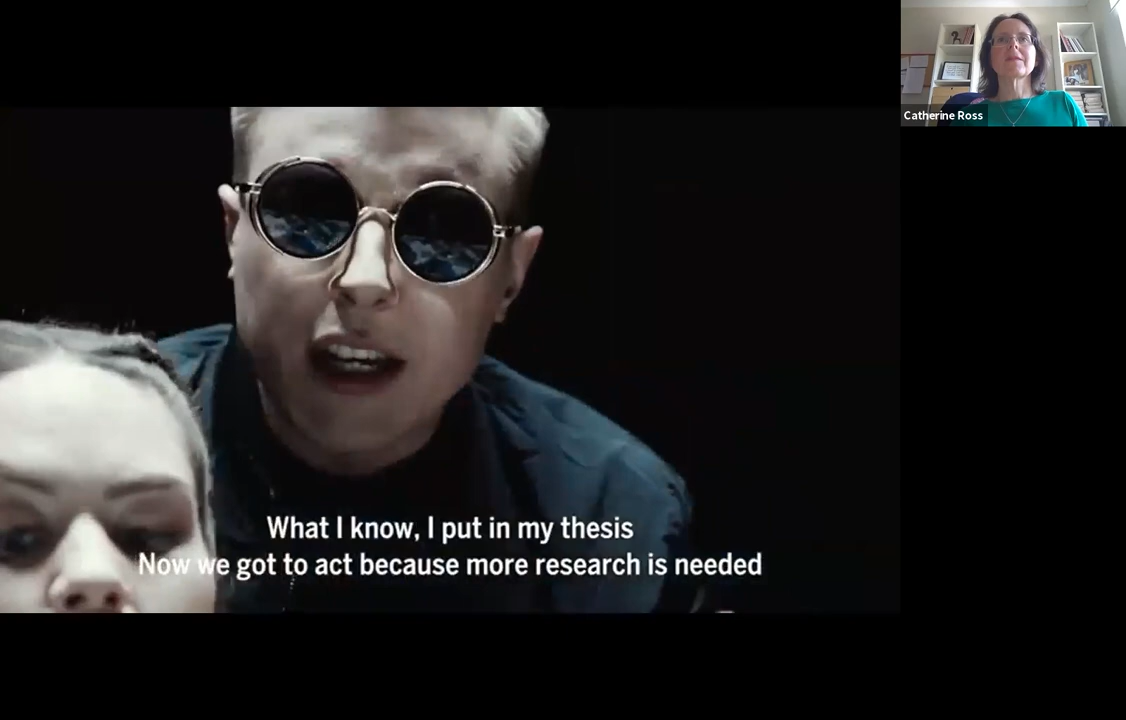 Catherine Ross
What I know, I put in my thesis
Now we got to act because more research is needed